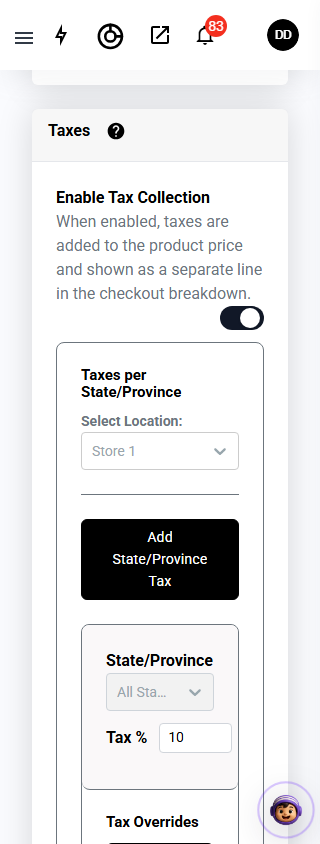 83
DD
Taxes ?
Enable Tax Collection
When enabled, taxes are
added to the product price
and shown as a separate line
in the checkout breakdown.
Taxes per
State/Province
Select Location:
Store 1
Add
State/Province
Tax
State/Province
All Sta...
Tax % 10
Tax Overrides